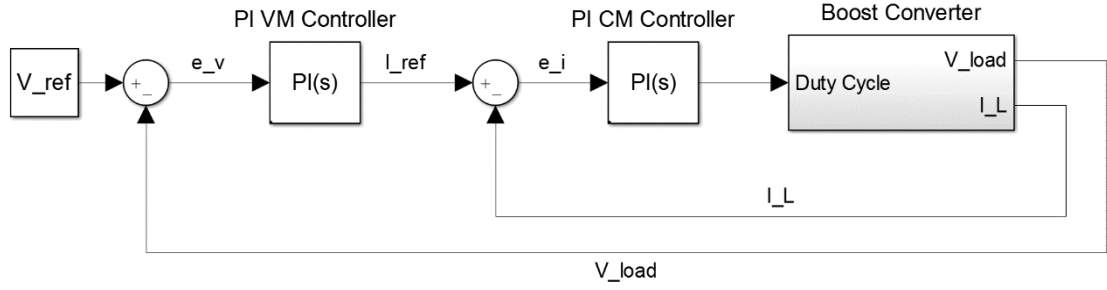 PI VM Controller
PI CM Controller
Boost Converter
V_ref
+
_
e_v
PI(s)
I_ref
+
_
e_i
PI(s)
Duty Cycle
V_load
I_L
I_L
V_load